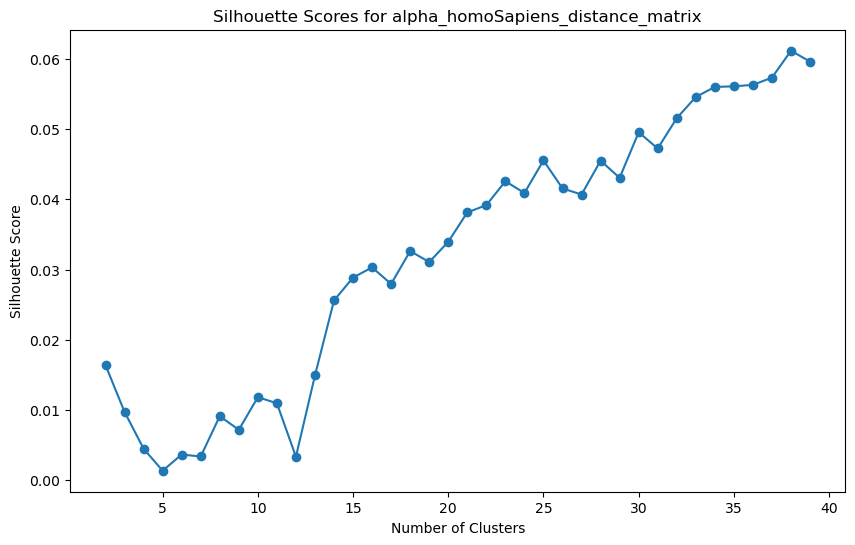 Silhouette Scores for alpha_homoSapiens_distance_matrix
0.06
0.05
0.04
0.03
0.02
0.01
0.00
Silhouette Score
5 10 15 20 25 30 35 40
Number of Clusters